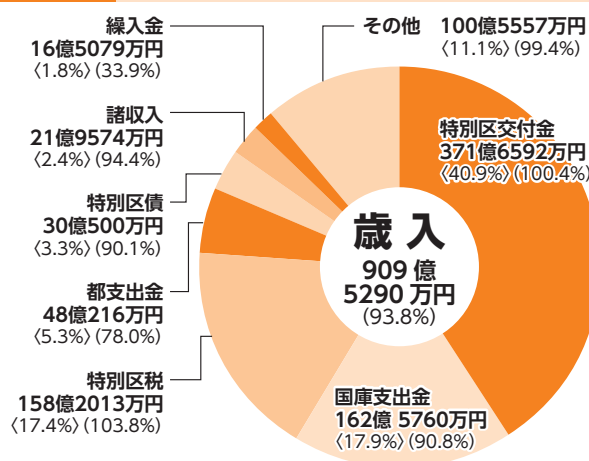 繰入金
16億5079万円
〈1.8%〉(33.9%)
諸収入
21億9574万円
〈2.4%〉(94.4%)
特別区債
30億500万円
〈3.3%〉(90.1%)
都支出金
48億216万円
〈5.3%〉(78.0%)
特別区税
158億2013万円
〈17.4%〉(103.8%)
その他 100億5557万円
〈11.1%〉(99.4%)
特別区交付金
371億6592万円
〈40.9%〉(100.4%)
歳入
909億
5290万円
(93.8%)
国庫支出金
162億 5760万円
〈17.9%〉(90.8%)